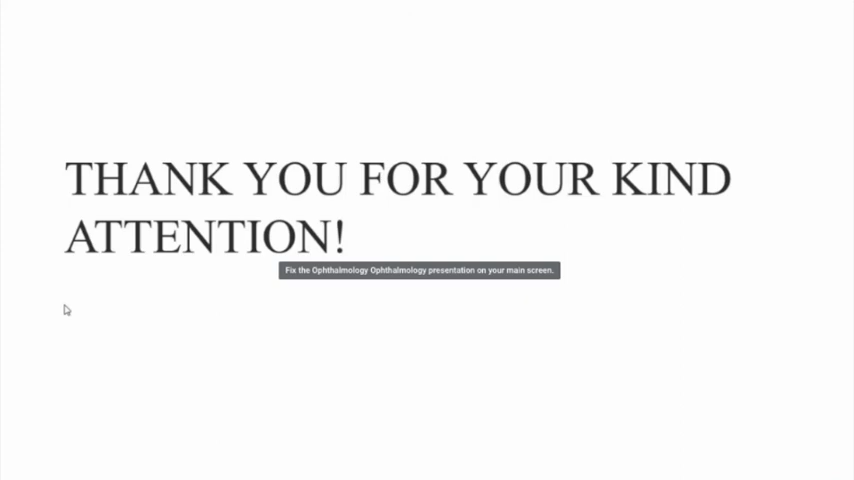 THANK YOU FOR YOUR KIND
ATTENTION!
Fix the Ophthalmology Ophthalmology presentation on your main screen.